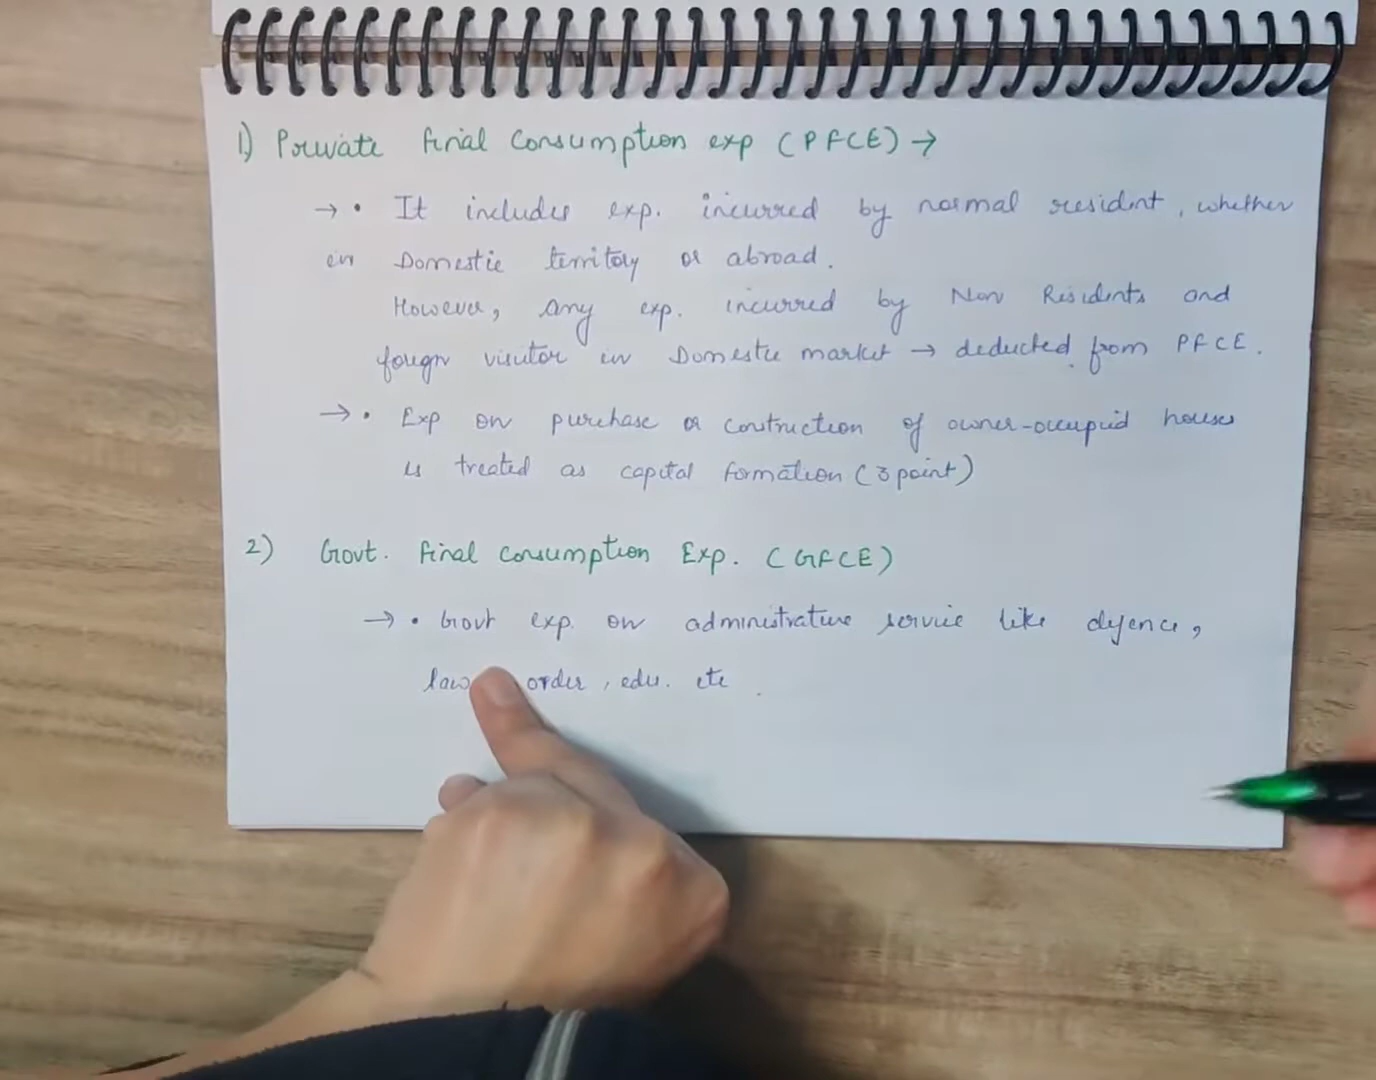 1) Private final Consumption exp (PFCE) →
→ • It includes exp. incurred by normal resident, whether
in Domestic territory or abroad.
However, any exp. incurred by Non Residents and
foreign visitor in Domestic market → deducted from PFCE.
→ • Exp on purchase or construction of owner-occupied houses
is treated as capital formation (3 point)
2) Govt. final consumption Exp. (GFCE)
→ • Govt exp. on administrative service like defence,
law order, edu. etc.